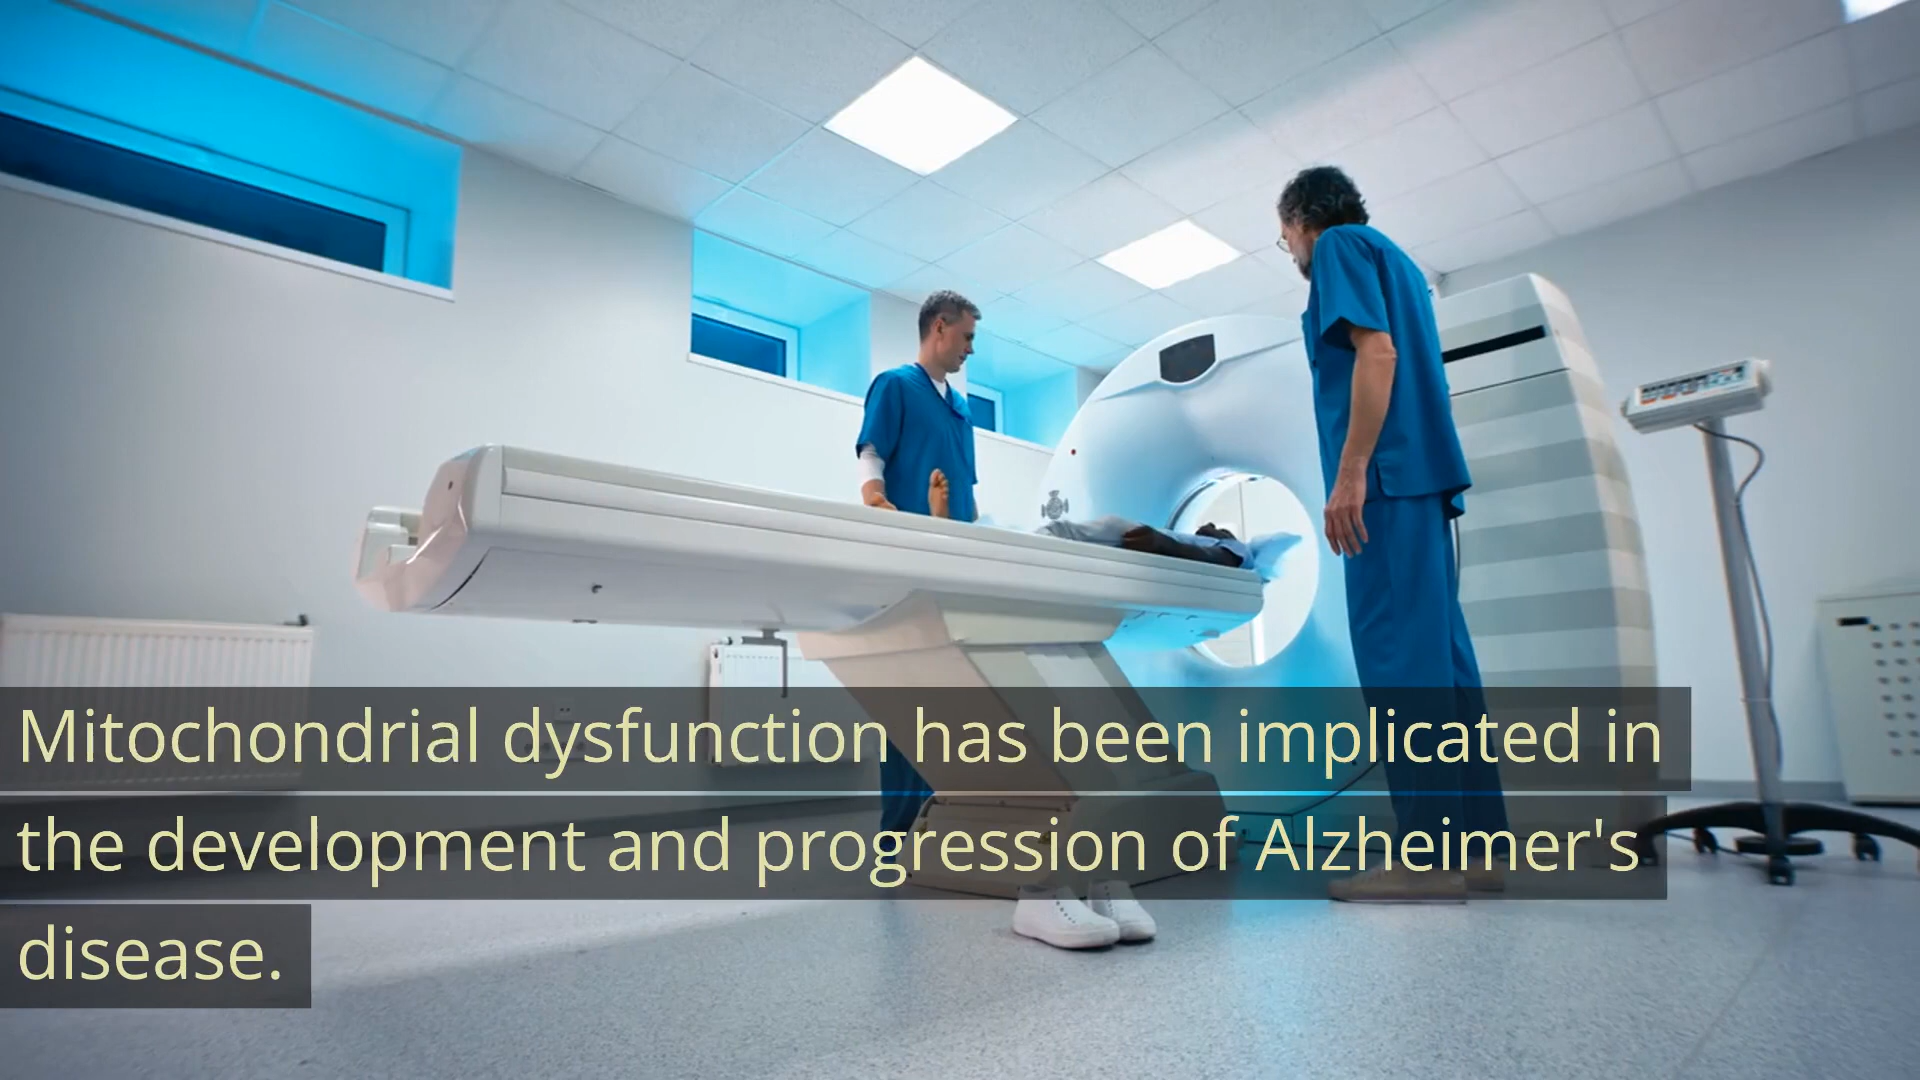 Mitochondrial dysfunction has been implicated in
the development and progression of Alzheimer's
disease.